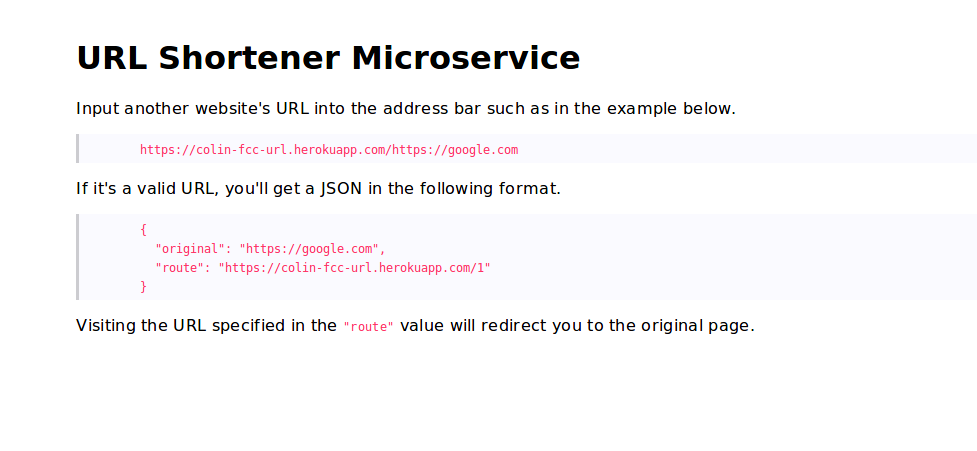 URL Shortener Microservice
Input another website's URL into the address bar such as in the example below.
https://colin-fcc-url.herokuapp.com/https://google.com
If it's a valid URL, you'll get a JSON in the following format.
{
"original": "https://google.com",
"route": "https://colin-fcc-url.herokuapp.com/1"
}
Visiting the URL specified in the "route" value will redirect you to the original page.